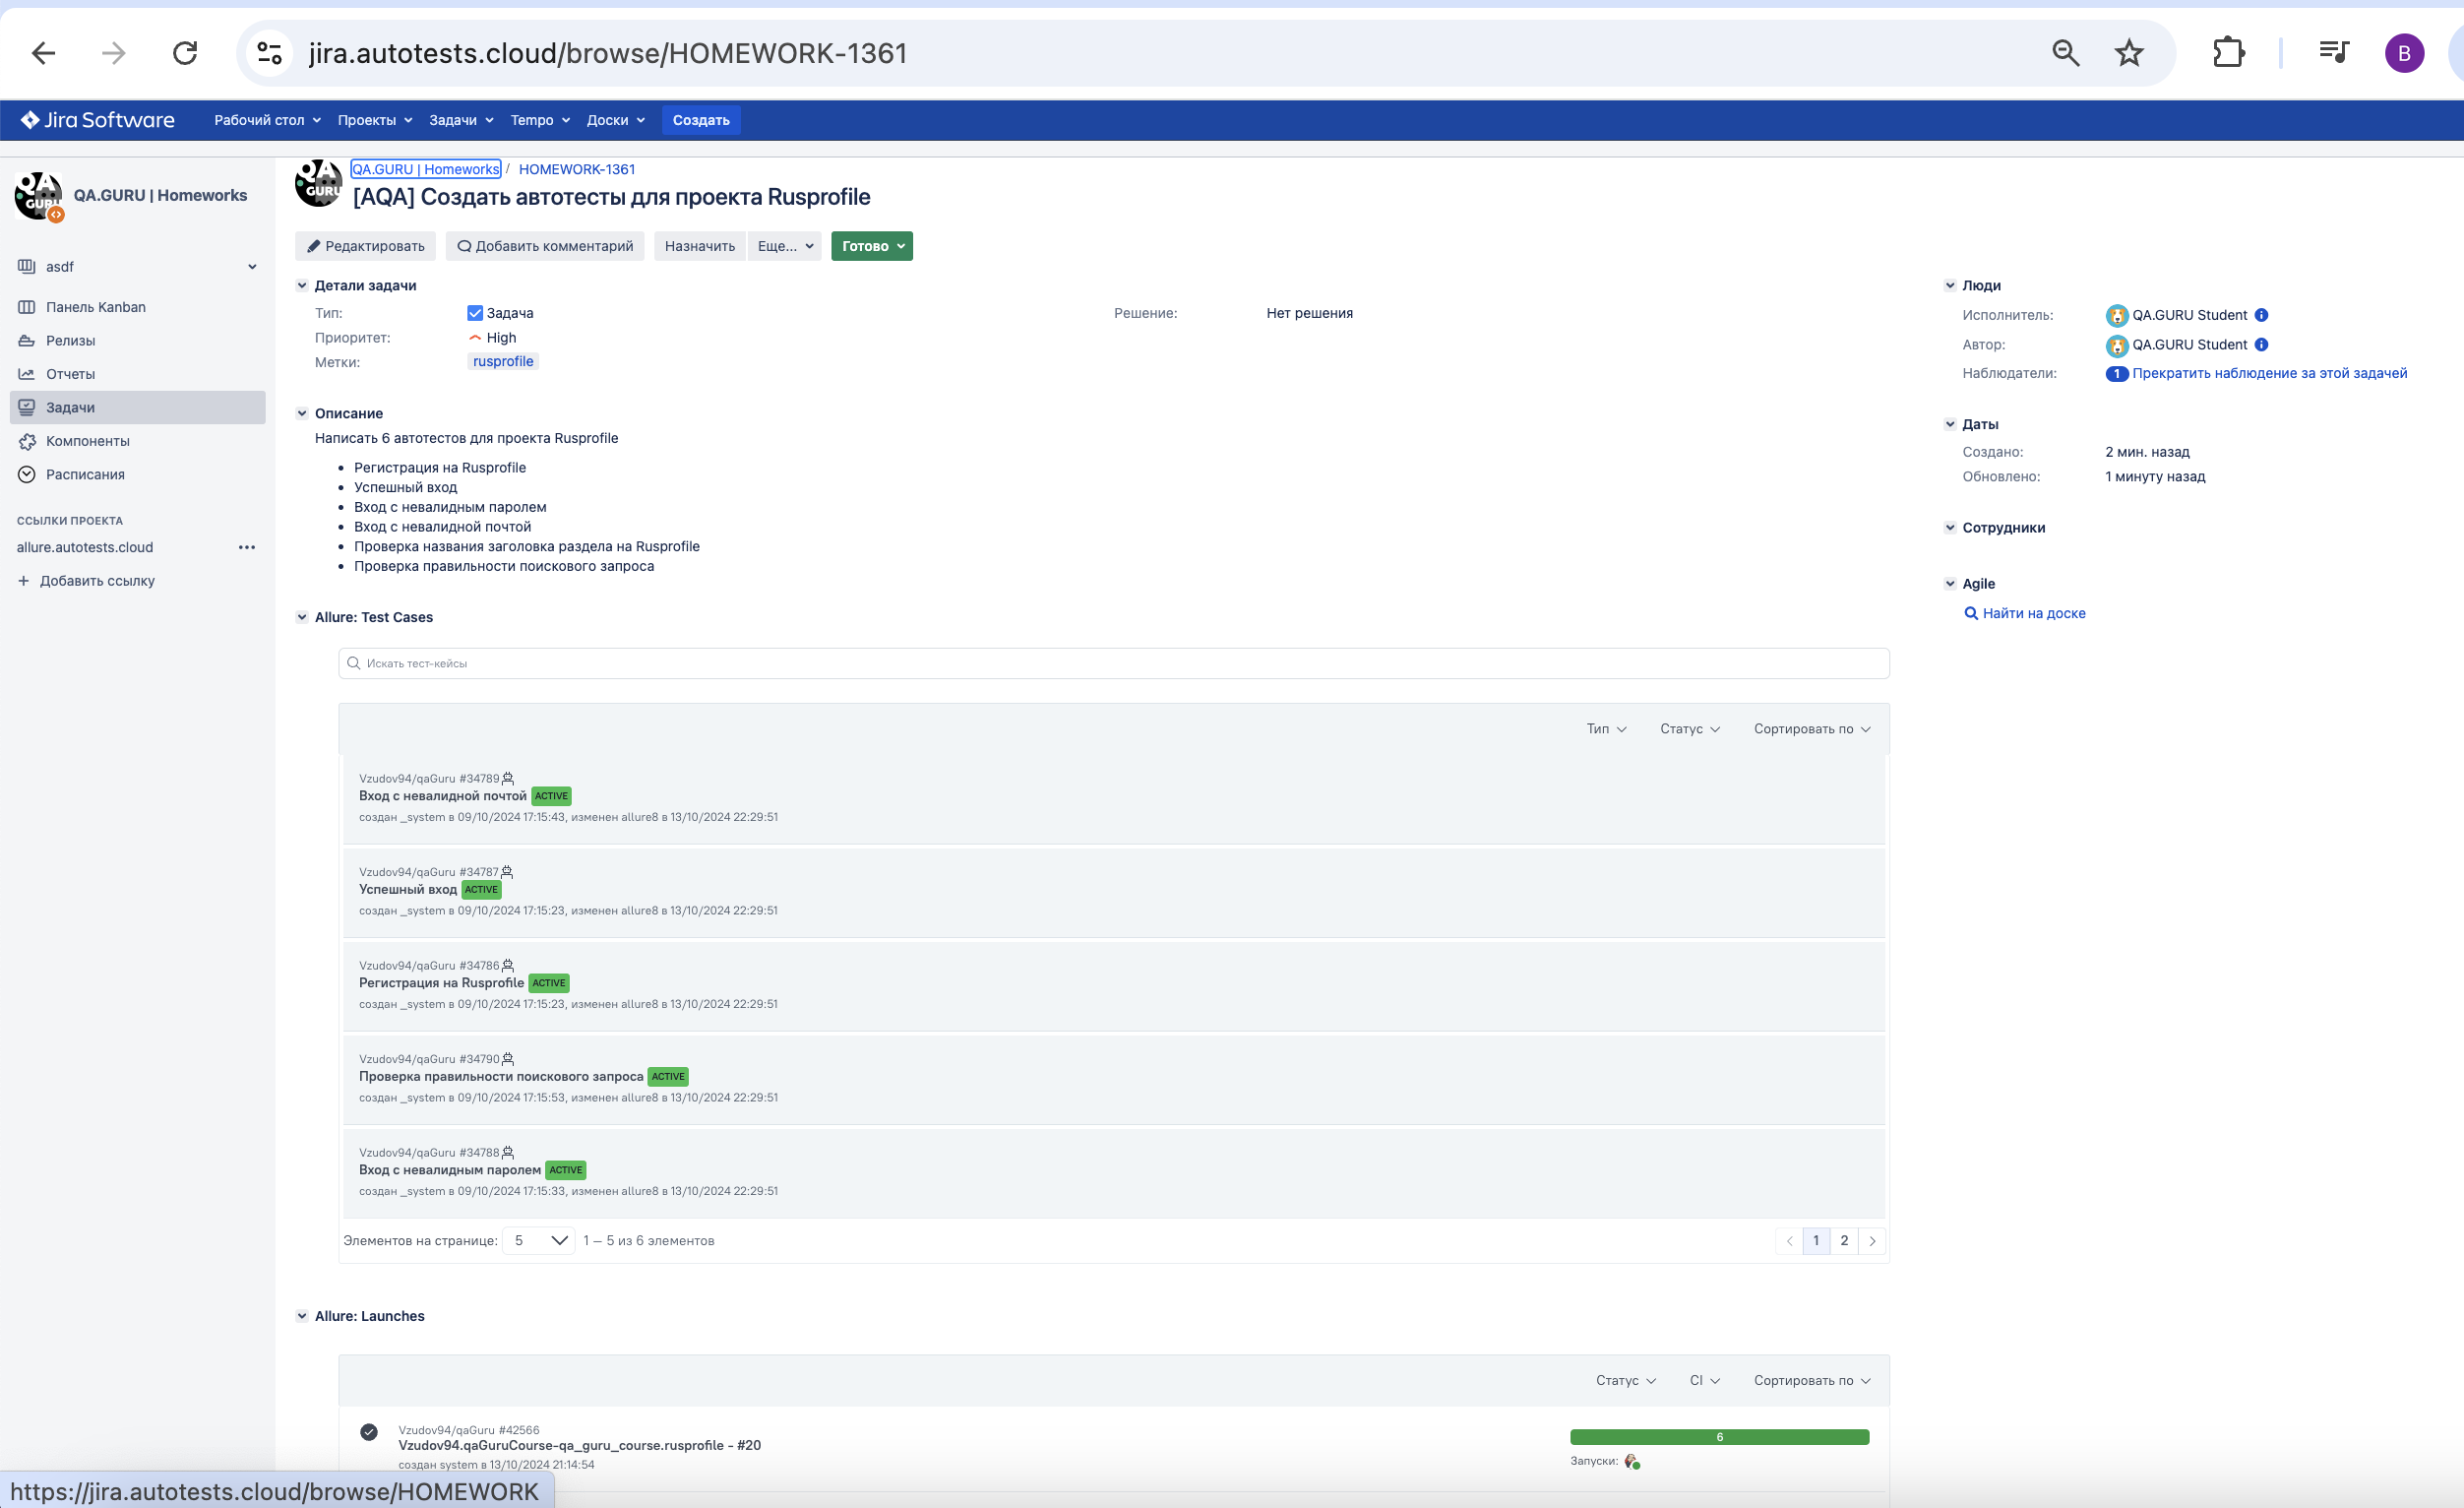 jira.autotests.cloud/browse/HOMEWORK-1361
B
Jira Software Рабочий стол Проекты Задачи Tempo Доски Создать
QA.GURU | Homeworks
asdf
Панель Kanban
Релизы
Отчеты
Задачи
Компоненты
Расписания
ССЫЛКИ ПРОЕКТА
allure.autotests.cloud
+ Добавить ссылку
QA.GURU | Homeworks / HOMEWORK-1361
[AQA] Создать автотесты для проекта Rusprofile
Редактировать Добавить комментарий Назначить Еще... Готово
Детали задачи
Тип: Задача Решение: Нет решения
Приоритет: High
Метки: rusprofile
Описание
Написать 6 автотестов для проекта Rusprofile
• Регистрация на Rusprofile
• Успешный вход
• Вход с невалидным паролем
• Вход с невалидной почтой
• Проверка названия заголовка раздела на Rusprofile
• Проверка правильности поискового запроса
Allure: Test Cases
Искать тест-кейсы
Тип Статус Сортировать по
Vzudov94/qaGuru #34789
Вход с невалидной почтой ACTIVE
создан _system в 09/10/2024 17:15:43, изменен allure8 в 13/10/2024 22:29:51
Vzudov94/qaGuru #34787
Успешный вход ACTIVE
создан _system в 09/10/2024 17:15:23, изменен allure8 в 13/10/2024 22:29:51
Vzudov94/qaGuru #34786
Регистрация на Rusprofile ACTIVE
создан _system в 09/10/2024 17:15:23, изменен allure8 в 13/10/2024 22:29:51
Vzudov94/qaGuru #34790
Проверка правильности поискового запроса ACTIVE
создан _system в 09/10/2024 17:15:53, изменен allure8 в 13/10/2024 22:29:51
Vzudov94/qaGuru #34788
Вход с невалидным паролем ACTIVE
создан _system в 09/10/2024 17:15:33, изменен allure8 в 13/10/2024 22:29:51
Элементов на странице: 5 1 — 5 из 6 элементов
1 2
Allure: Launches
Статус CI Сортировать по
Vzudov94/qaGuru #42566
Vzudov94.qaGuruCourse-qa_guru_course.rusprofile - #20
создан system в 13/10/2024 21:14:54
6
Запуски:
Люди
Исполнитель: QA.GURU Student
Автор: QA.GURU Student
Наблюдатели: 1 Прекратить наблюдение за этой задачей
Даты
Создано: 2 мин. назад
Обновлено: 1 минуту назад
Сотрудники
Agile
Найти на доске
https://jira.autotests.cloud/browse/HOMEWORK